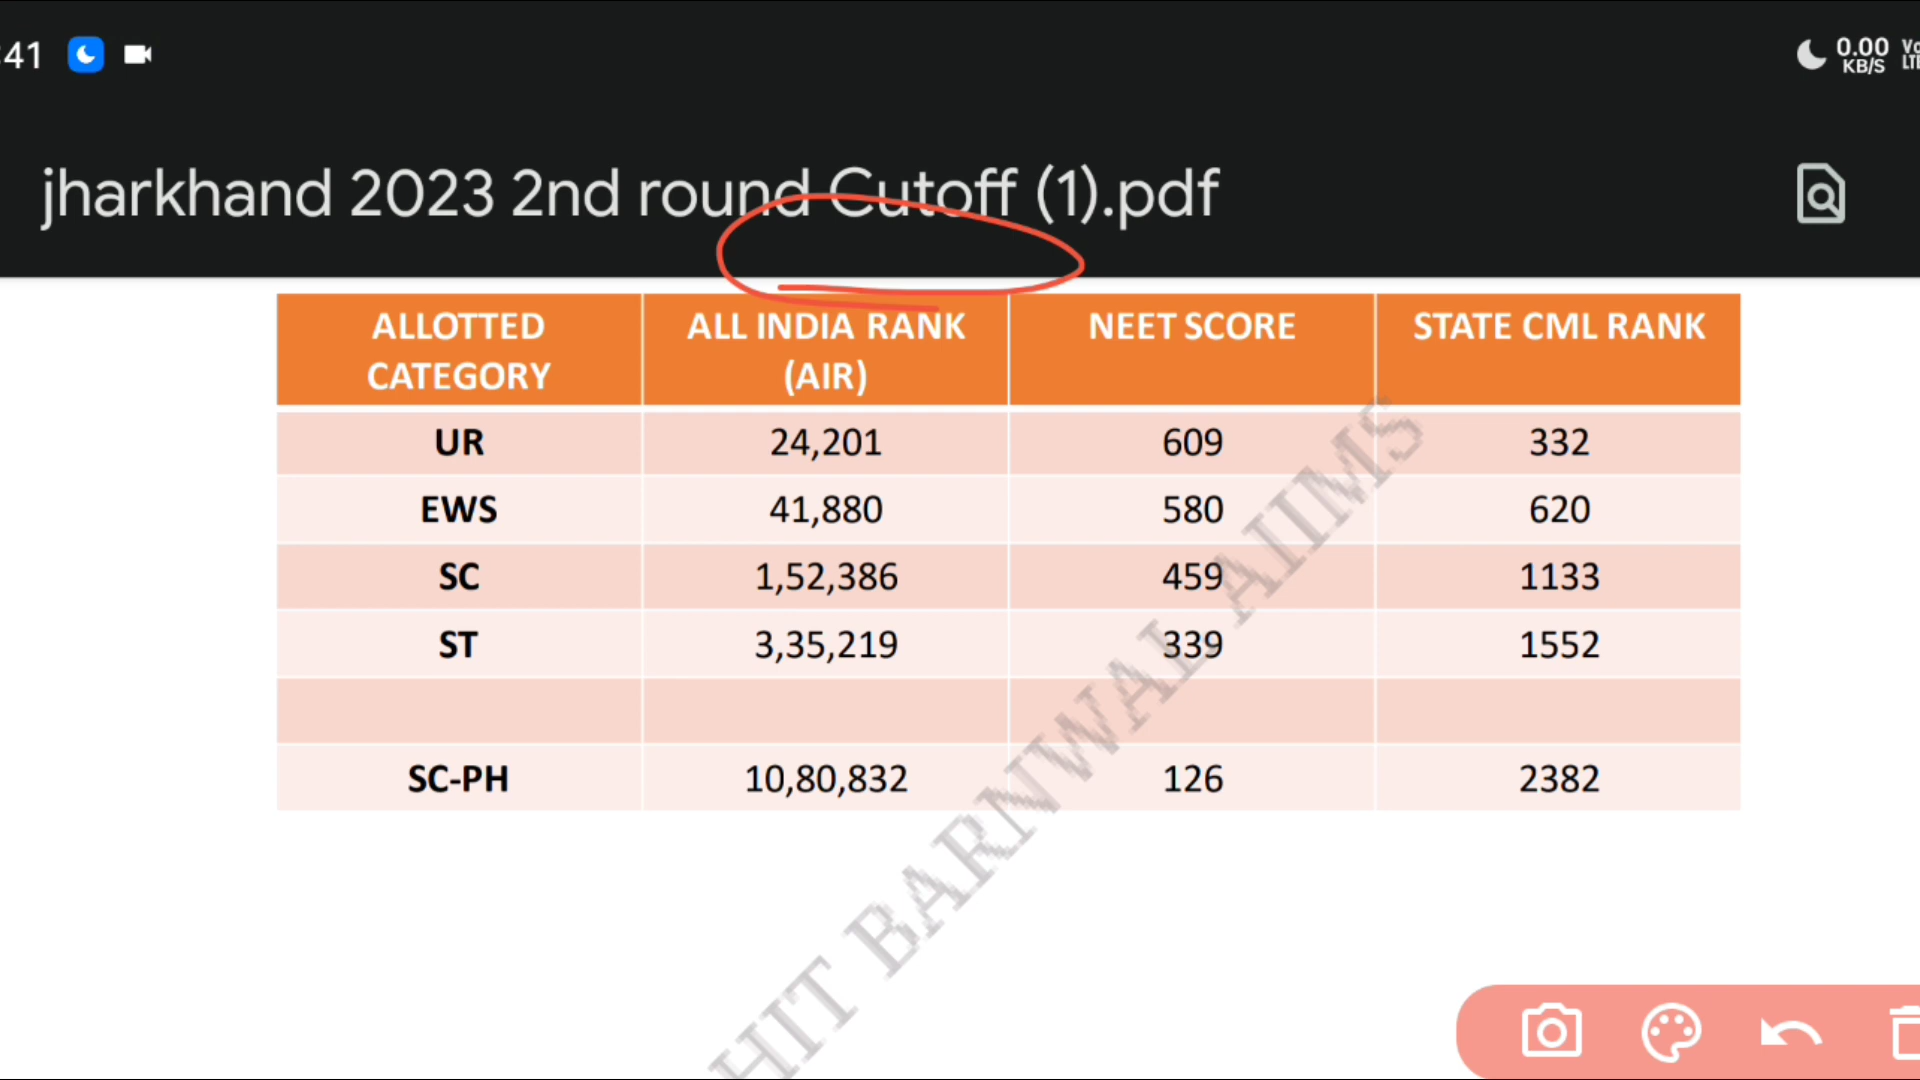 :41
0.00
KB/S
jharkhand 2023 2nd round Cutoff (1).pdf
ALLOTTED CATEGORY ALL INDIA RANK (AIR) NEET SCORE STATE CML RANK
UR 24,201 609 332
EWS 41,880 580 620
SC 1,52,386 459 1133
ST 3,35,219 339 1552
SC-PH 10,80,832 126 2382
HIT BARNWAL AIIMS